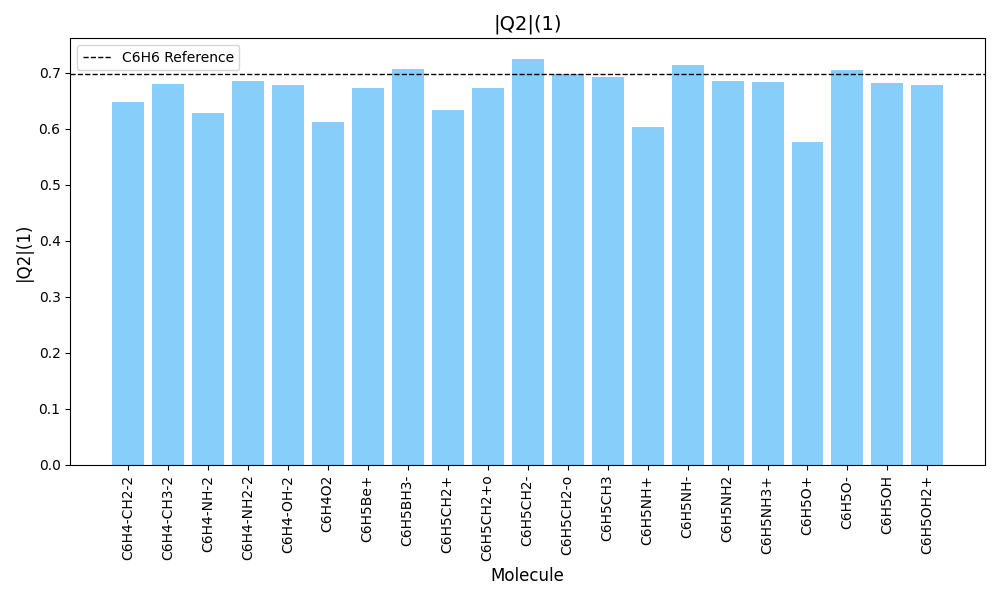 |Q2|(1)
C6H6 Reference
|Q2|(1)
0.7
0.6
0.5
0.4
0.3
0.2
0.1
0.0
C6H4-CH2-2
C6H4-CH3-2
C6H4-NH-2
C6H4-NH2-2
C6H4-OH-2
C6H4O2
C6H5Be+
C6H5BH3-
C6H5CH2+
C6H5CH2+o
C6H5CH2-
C6H5CH2-o
C6H5CH3
C6H5NH+
C6H5NH-
C6H5NH2
C6H5NH3+
C6H5O+
C6H5O-
C6H5OH
C6H5OH2+
Molecule